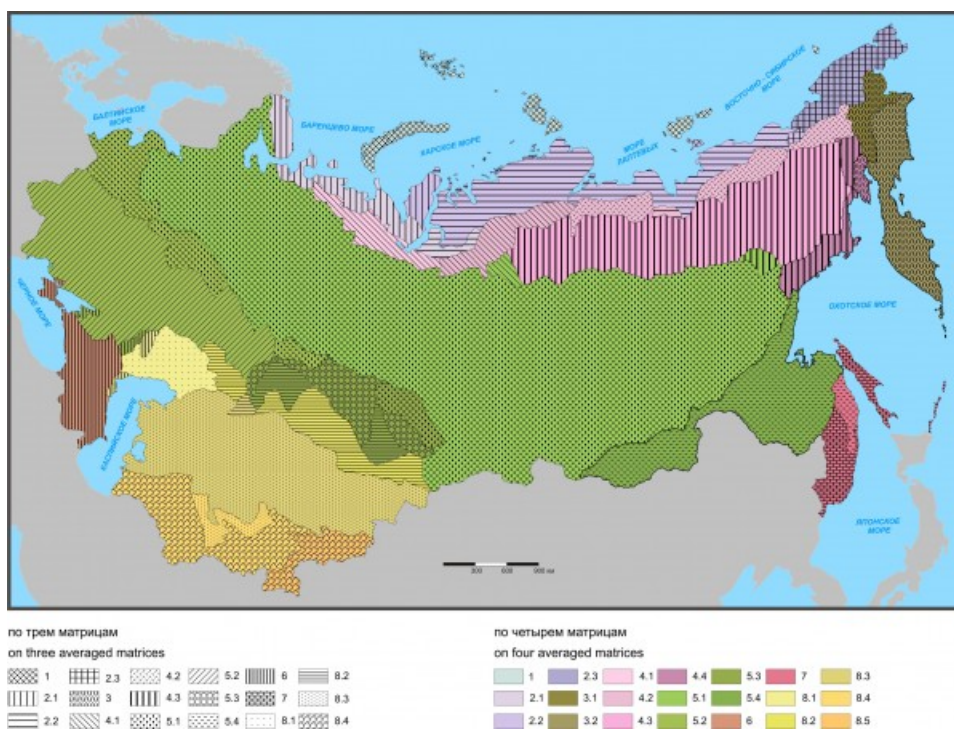 ВОСТОЧНО - СИБИРСКОЕ
МОРЕ
БАЛТИЙСКОЕ
МОРЕ
БАРЕНЦЕВО МОРЕ
КАРСКОЕ МОРЕ
МОРЕ
ЛАПТЕВЫХ
ЧЕРНОЕ МОРЕ
ОХОТСКОЕ МОРЕ
КАСПИЙСКОЕ МОРЕ
ЯПОНСКОЕ
МОРЕ
300 600 900 км
по трем матрицам
on three averaged matrices
1 2.3 4.2 5.2 6 8.2
2.1 3 4.3 5.3 7 8.3
2.2 4.1 5.1 5.4 8.1 8.4
по четырем матрицам
on four averaged matrices
1 2.3 4.1 4.4 5.3 7 8.3
2.1 3.1 4.2 5.1 5.4 8.1 8.4
2.2 3.2 4.3 5.2 6 8.2 8.5